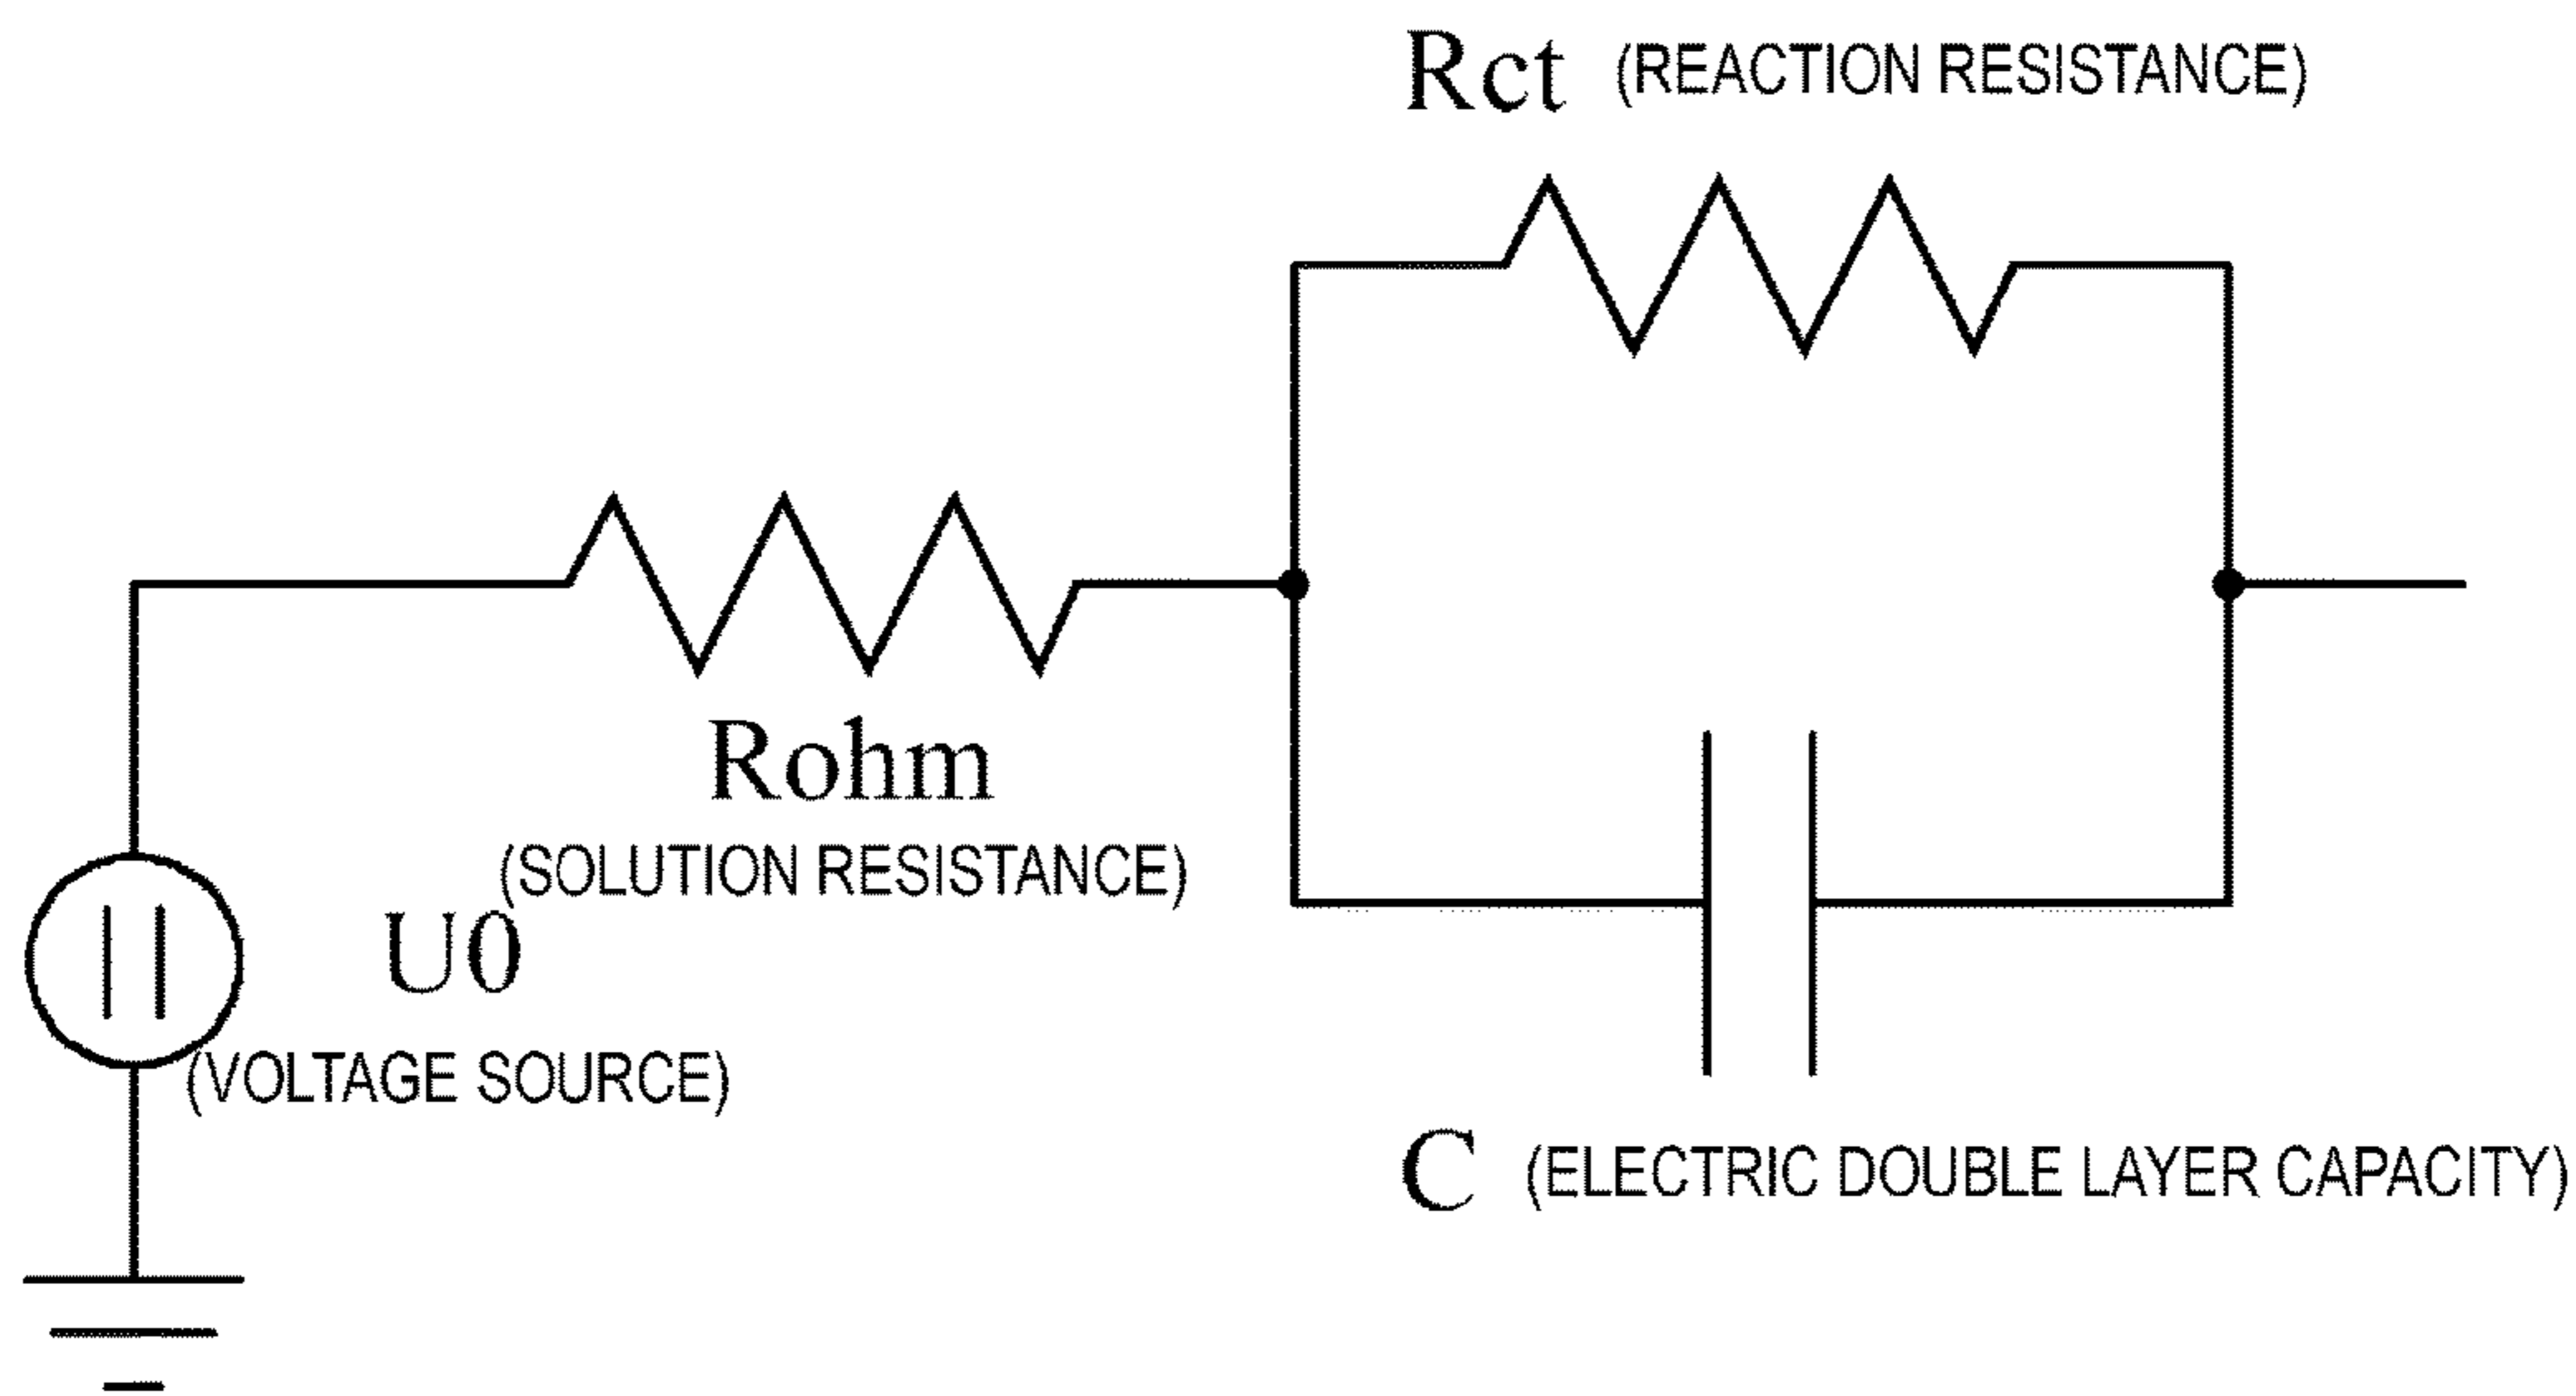 Rct (REACTION RESISTANCE)
Rohm
(SOLUTION RESISTANCE)
U0
(VOLTAGE SOURCE)
C (ELECTRIC DOUBLE LAYER CAPACITY)